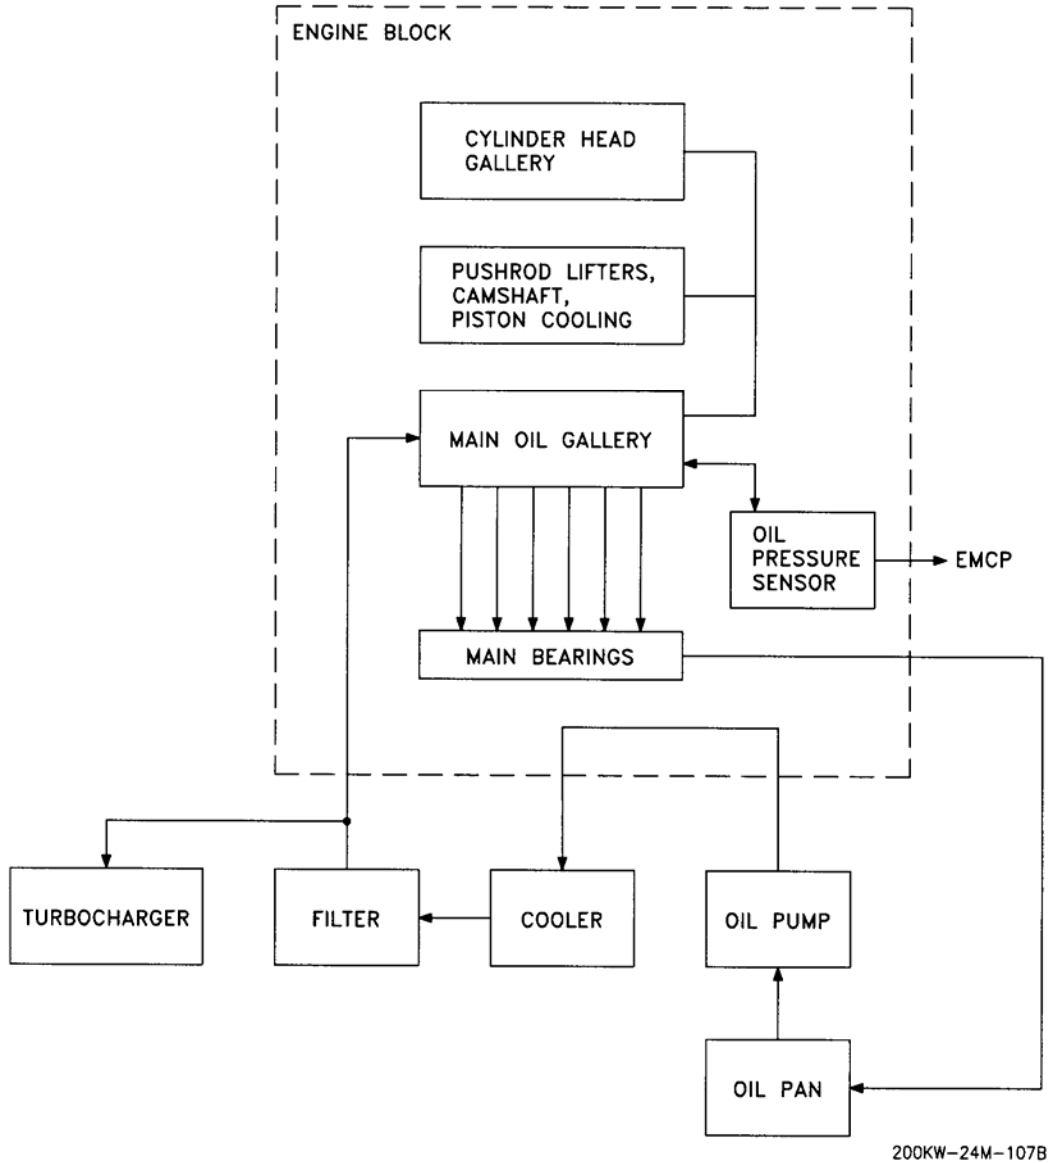 ENGINE BLOCK
CYLINDER HEAD
GALLERY
PUSHROD LIFTERS,
CAMSHAFT,
PISTON COOLING
MAIN OIL GALLERY
OIL
PRESSURE
SENSOR
EMCP
MAIN BEARINGS
TURBOCHARGER
FILTER
COOLER
OIL PUMP
OIL PAN
200KW-24M-107B